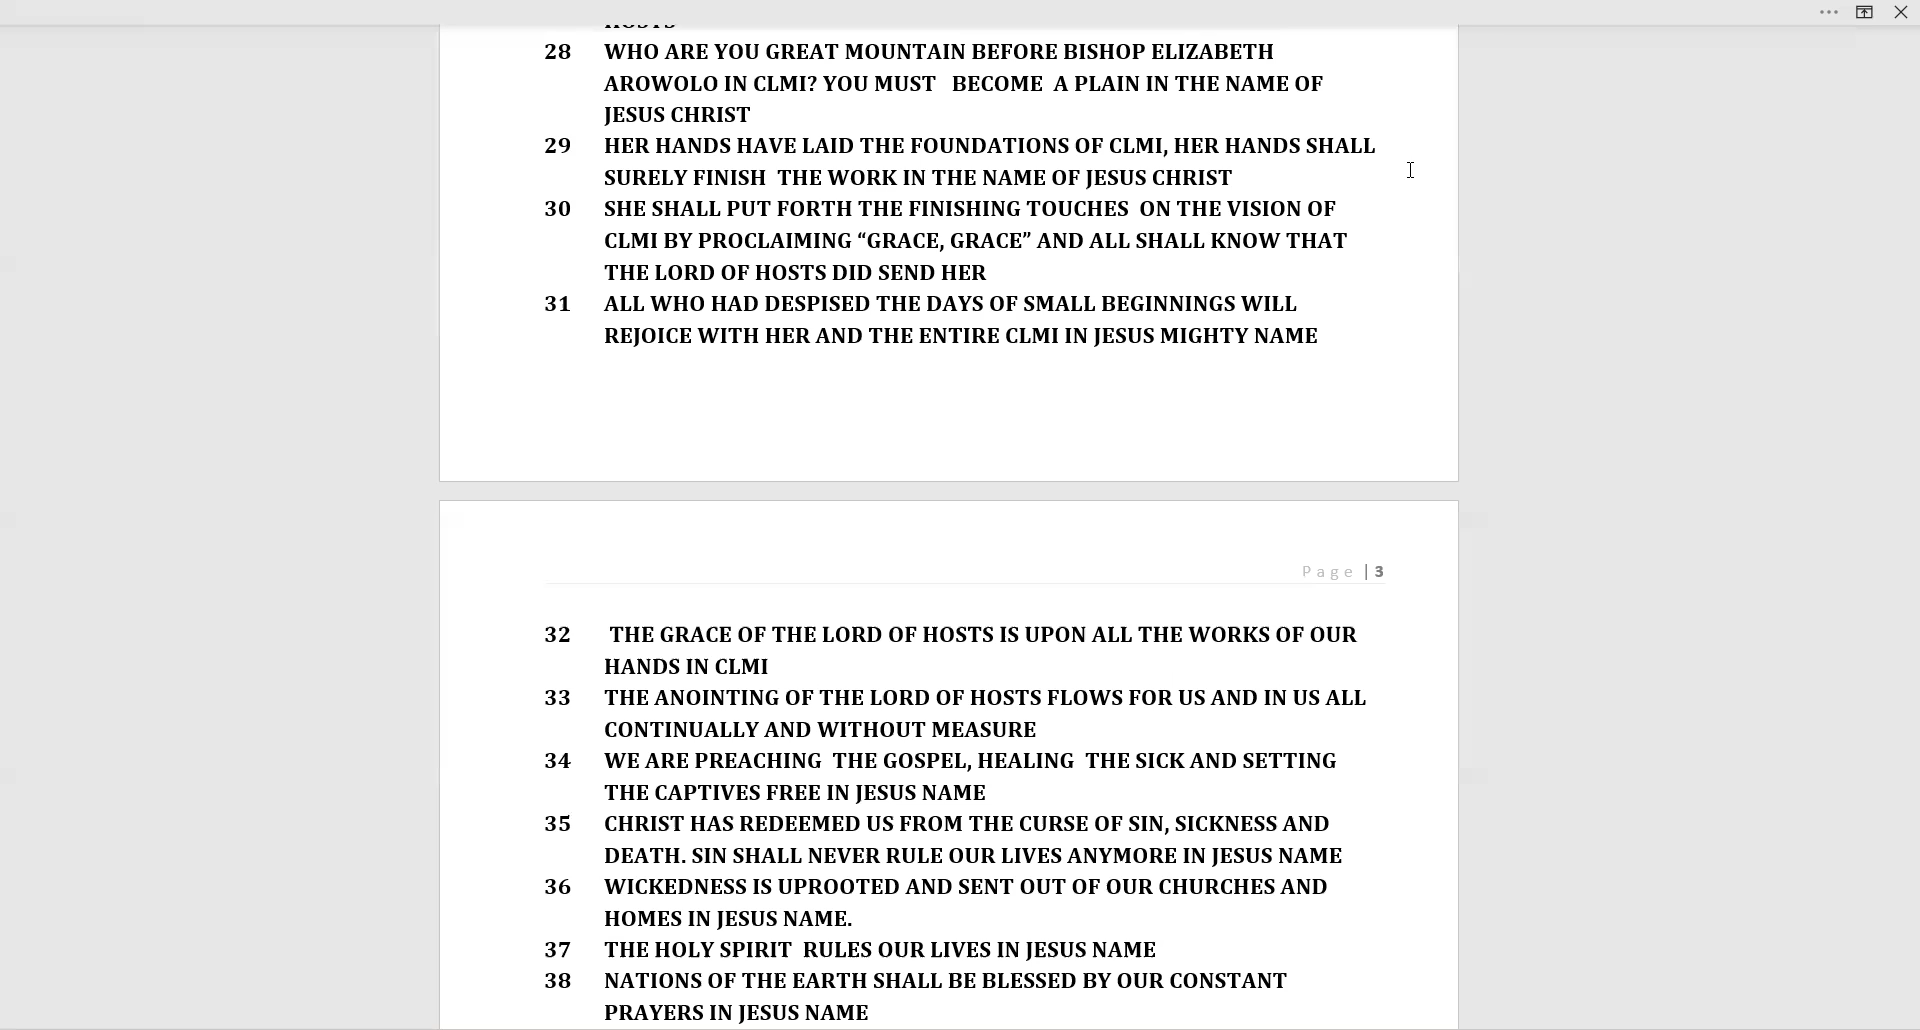 HOSTS
28 WHO ARE YOU GREAT MOUNTAIN BEFORE BISHOP ELIZABETH
AROWOLO IN CLMI? YOU MUST BECOME A PLAIN IN THE NAME OF
JESUS CHRIST
29 HER HANDS HAVE LAID THE FOUNDATIONS OF CLMI, HER HANDS SHALL
SURELY FINISH THE WORK IN THE NAME OF JESUS CHRIST
30 SHE SHALL PUT FORTH THE FINISHING TOUCHES ON THE VISION OF
CLMI BY PROCLAIMING “GRACE, GRACE” AND ALL SHALL KNOW THAT
THE LORD OF HOSTS DID SEND HER
31 ALL WHO HAD DESPISED THE DAYS OF SMALL BEGINNINGS WILL
REJOICE WITH HER AND THE ENTIRE CLMI IN JESUS MIGHTY NAME
Page | 3
32 THE GRACE OF THE LORD OF HOSTS IS UPON ALL THE WORKS OF OUR
HANDS IN CLMI
33 THE ANOINTING OF THE LORD OF HOSTS FLOWS FOR US AND IN US ALL
CONTINUALLY AND WITHOUT MEASURE
34 WE ARE PREACHING THE GOSPEL, HEALING THE SICK AND SETTING
THE CAPTIVES FREE IN JESUS NAME
35 CHRIST HAS REDEEMED US FROM THE CURSE OF SIN, SICKNESS AND
DEATH. SIN SHALL NEVER RULE OUR LIVES ANYMORE IN JESUS NAME
36 WICKEDNESS IS UPROOTED AND SENT OUT OF OUR CHURCHES AND
HOMES IN JESUS NAME.
37 THE HOLY SPIRIT RULES OUR LIVES IN JESUS NAME
38 NATIONS OF THE EARTH SHALL BE BLESSED BY OUR CONSTANT
PRAYERS IN JESUS NAME